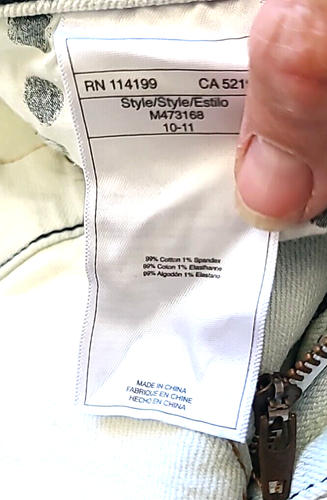 RN 114199 CA 521
Style/Style/Estilo
M473168
10-11
99% Cotton 1% Spandex
99% Coton 1% Elasthanne
99% Algodón 1% Elastano
MADE IN CHINA
FABRIQUE EN CHINE
HECHO EN CHINA